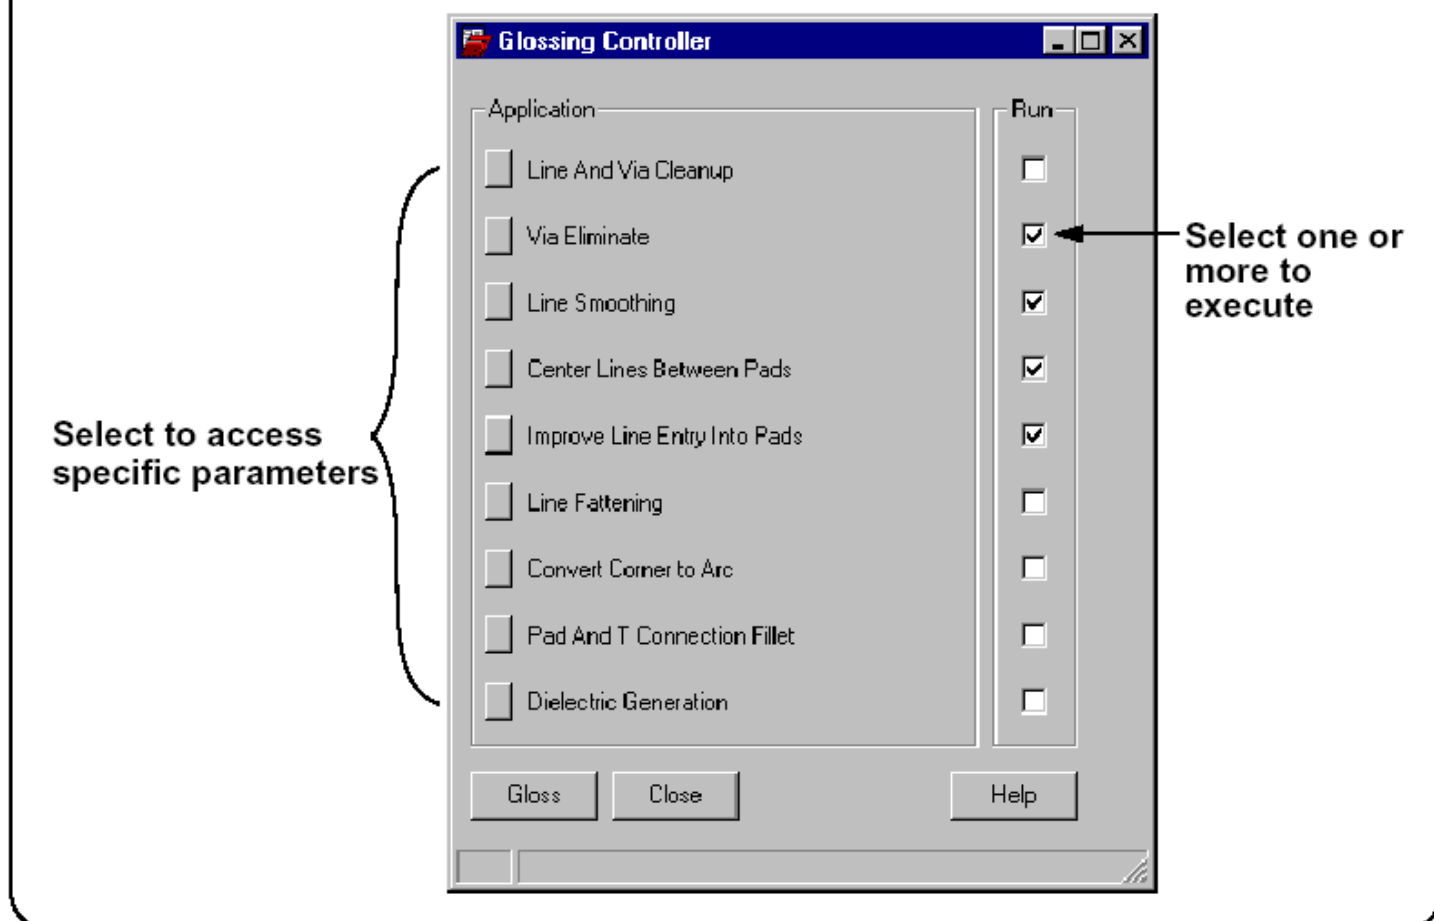 Glossing Controller
Application
Run
Line And Via Cleanup
Via Eliminate
Line Smoothing
Center Lines Between Pads
Improve Line Entry Into Pads
Line Fattening
Convert Corner to Arc
Pad And T Connection Fillet
Dielectric Generation
Gloss
Close
Help
Select to access
specific parameters
Select one or
more to
execute